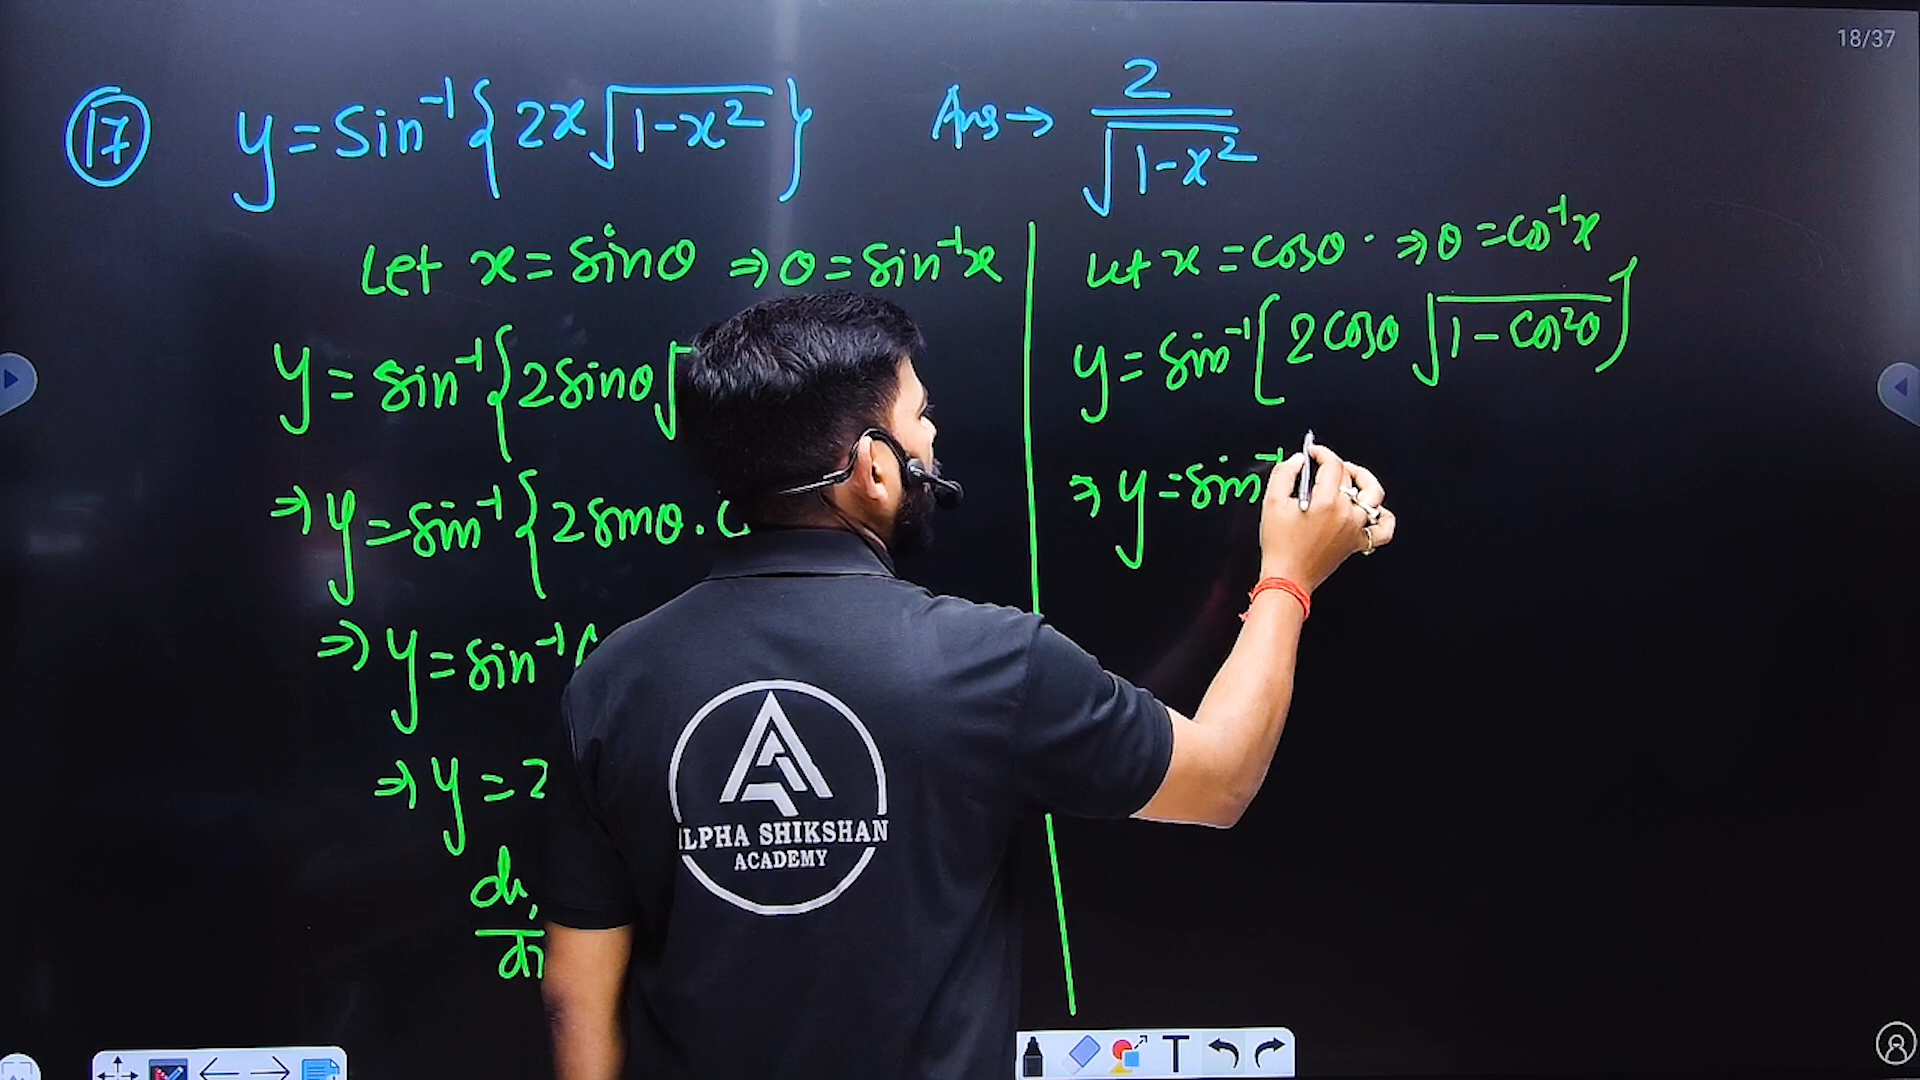 18/37
17 y = Sin⁻¹{2x√(1-x²)} Ans → 2/√(1-x²)
Let x = sinθ ⇒ θ = sin⁻¹x
y = sin⁻¹{2sinθ√
⇒ y = sin⁻¹{2sinθ.
⇒ y = sin⁻¹
⇒ y = 2
Let x = cosθ. ⇒ θ = cos⁻¹x
y = sin⁻¹[2cosθ √(1-cos²θ)]
⇒ y = sin⁻¹
ALPHA SHIKSHAN
ACADEMY
T